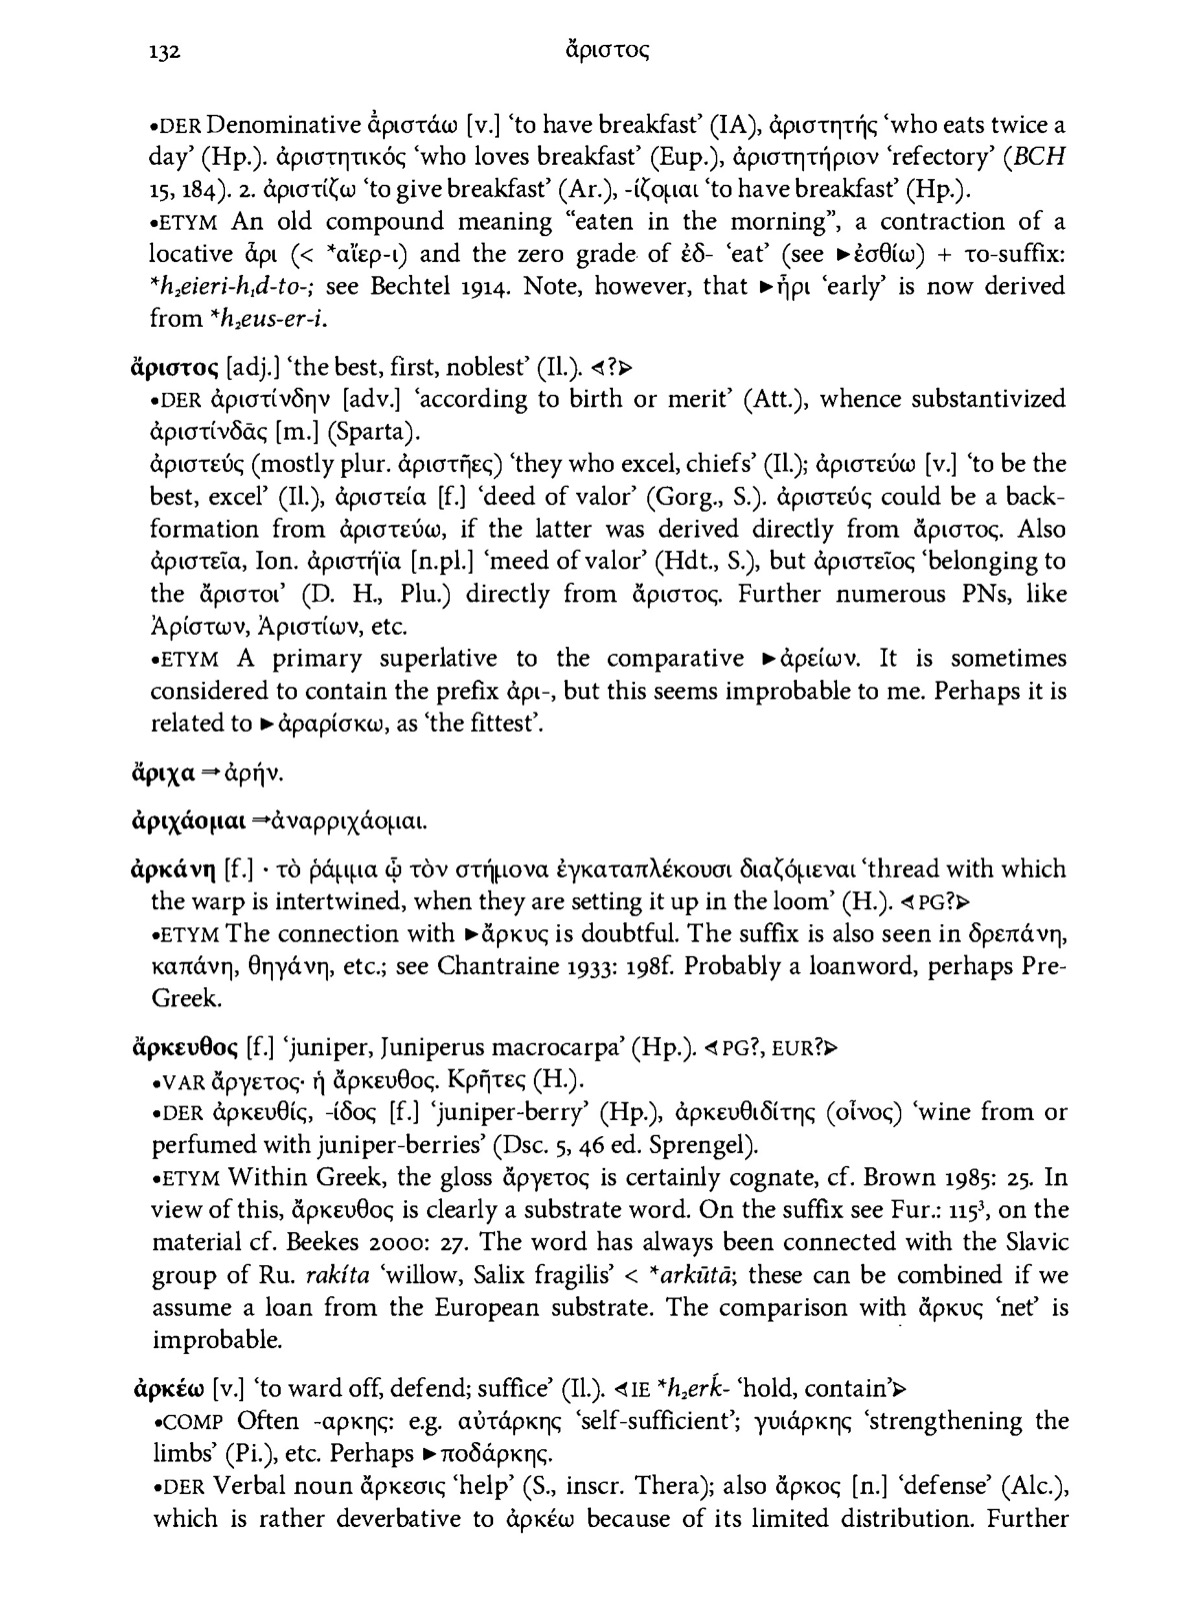 132 ἄριστος
•DER Denominative ἀ̄ριστάω [v.] ‘to have breakfast’ (IA), ἀριστητής ‘who eats twice a
day’ (Hp.). ἀριστητικός ‘who loves breakfast’ (Eup.), ἀριστητήριον ‘refectory’ (BCH
15, 184). 2. ἀριστίζω ‘to give breakfast’ (Ar.), -ίζομαι ‘to have breakfast’ (Hp.).
•ETYM An old compound meaning “eaten in the morning”, a contraction of a
locative ἆρι (< *αἴερ-ι) and the zero grade of ἐδ- ‘eat’ (see ►ἐσθίω) + το-suffix:
*h₂eieri-h₁d-to-; see Bechtel 1914. Note, however, that ►ἦρι ‘early’ is now derived
from *h₂eus-er-i.
ἄριστος [adj.] ‘the best, first, noblest’ (Il.). ⊲?⊳
•DER ἀριστίνδην [adv.] ‘according to birth or merit’ (Att.), whence substantivized
ἀριστίνδᾱς [m.] (Sparta).
ἀριστεύς (mostly plur. ἀριστῆες) ‘they who excel, chiefs’ (Il.); ἀριστεύω [v.] ‘to be the
best, excel’ (Il.), ἀριστεία [f.] ‘deed of valor’ (Gorg., S.). ἀριστεύς could be a back-
formation from ἀριστεύω, if the latter was derived directly from ἄριστος. Also
ἀριστεῖα, Ion. ἀριστήϊα [n.pl.] ‘meed of valor’ (Hdt., S.), but ἀριστεῖος ‘belonging to
the ἄριστοι’ (D. H., Plu.) directly from ἄριστος. Further numerous PNs, like
Ἀρίστων, Ἀριστίων, etc.
•ETYM A primary superlative to the comparative ►ἀρείων. It is sometimes
considered to contain the prefix ἀρι-, but this seems improbable to me. Perhaps it is
related to ►ἀραρίσκω, as ‘the fittest’.
ἄριχα ⇒ ἀρήν.
ἀριχάομαι ⇒ἀναρριχάομαι.
ἀρκάνη [f.] · τὸ ῥάμμα ᾧ τὸν στήμονα ἐγκαταπλέκουσι διαζόμεναι ‘thread with which
the warp is intertwined, when they are setting it up in the loom’ (H.). ⊲PG?⊳
•ETYM The connection with ►ἄρκυς is doubtful. The suffix is also seen in δρεπάνη,
καπάνη, θηγάνη, etc.; see Chantraine 1933: 198f. Probably a loanword, perhaps Pre-
Greek.
ἄρκευθος [f.] ‘juniper, Juniperus macrocarpa’ (Hp.). ⊲PG?, EUR?⊳
•VAR ἄργετος· ἡ ἄρκευθος. Κρῆτες (H.).
•DER ἀρκευθίς, -ίδος [f.] ‘juniper-berry’ (Hp.), ἀρκευθιδίτης (οἶνος) ‘wine from or
perfumed with juniper-berries’ (Dsc. 5, 46 ed. Sprengel).
•ETYM Within Greek, the gloss ἄργετος is certainly cognate, cf. Brown 1985: 25. In
view of this, ἄρκευθος is clearly a substrate word. On the suffix see Fur.: 115³, on the
material cf. Beekes 2000: 27. The word has always been connected with the Slavic
group of Ru. rakíta ‘willow, Salix fragilis’ < *arkūtā; these can be combined if we
assume a loan from the European substrate. The comparison with ἄρκυς ‘net’ is
improbable.
ἀρκέω [v.] ‘to ward off, defend; suffice’ (Il.). ⊲IE *h₂erḱ- ‘hold, contain’⊳
•COMP Often -αρκης: e.g. αὐτάρκης ‘self-sufficient’; γυιάρκης ‘strengthening the
limbs’ (Pi.), etc. Perhaps ►ποδάρκης.
•DER Verbal noun ἄρκεσις ‘help’ (S., inscr. Thera); also ἄρκος [n.] ‘defense’ (Alc.),
which is rather deverbative to ἀρκέω because of its limited distribution. Further